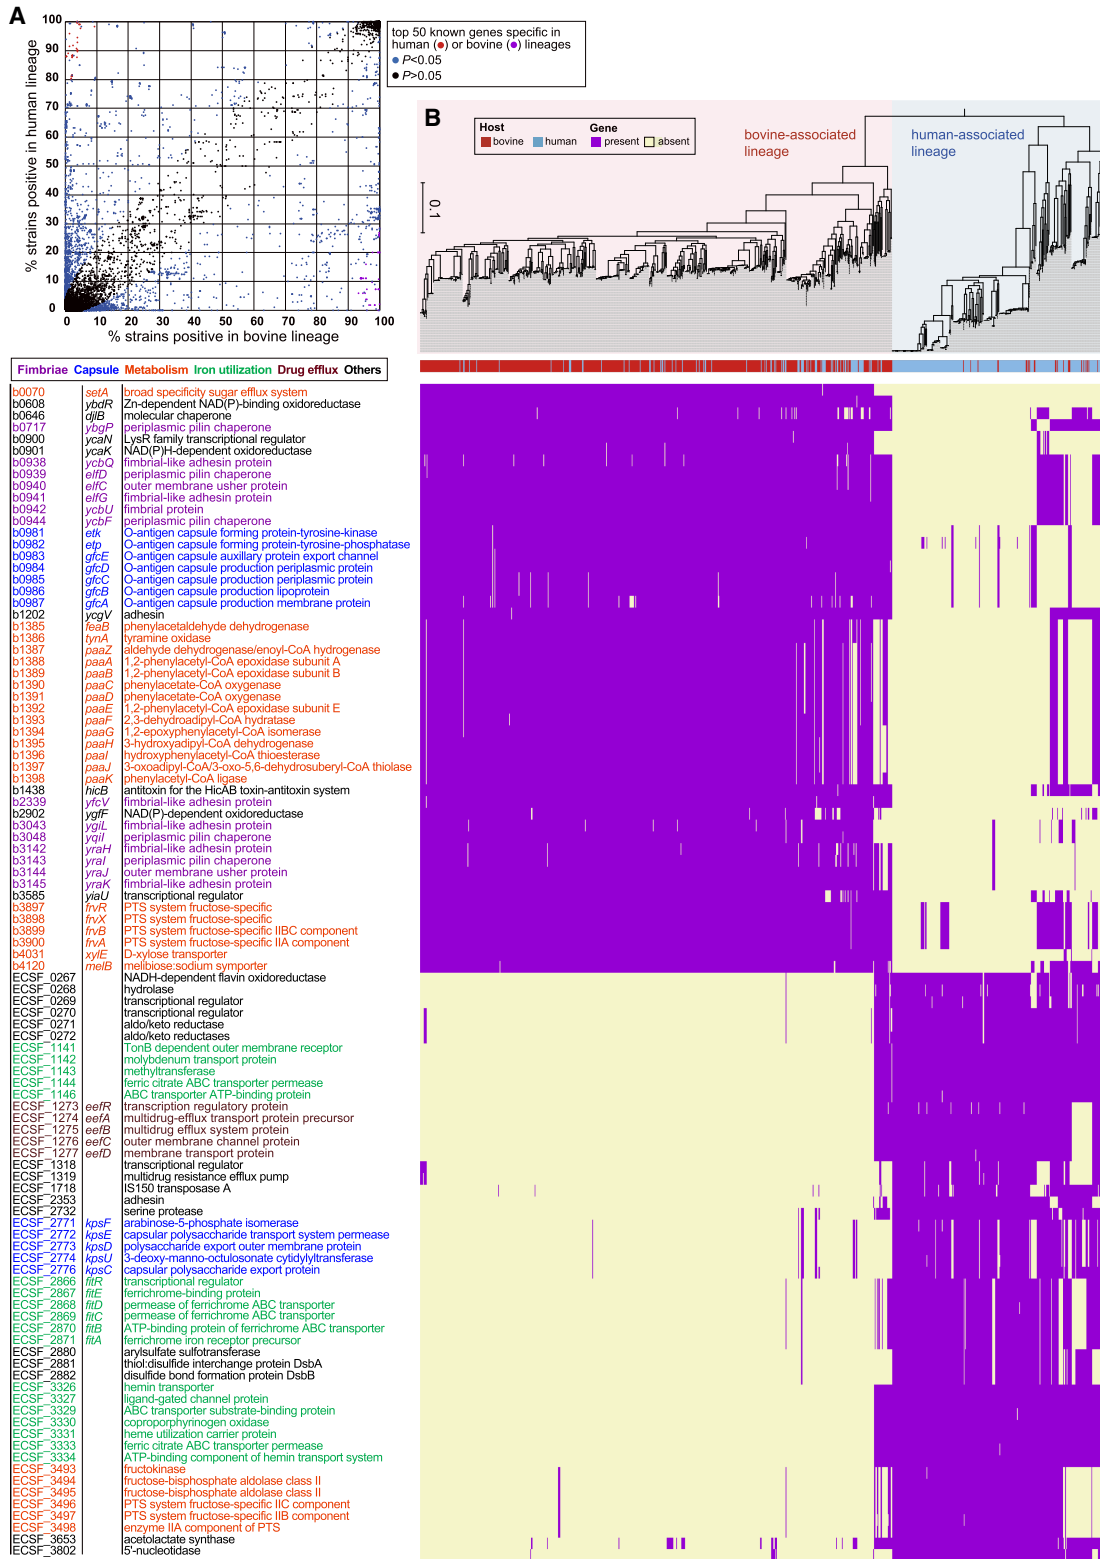 A
100
90
80
70
60
50
40
30
20
10
0
% strains positive in human lineage
0 10 20 30 40 50 60 70 80 90 100
% strains positive in bovine lineage
top 50 known genes specific in
human (●) or bovine (●) lineages
P<0.05
P>0.05
B
Host Gene
bovine human present absent
bovine-associated
lineage
human-associated
lineage
0.1
Fimbriae Capsule Metabolism Iron utilization Drug efflux Others
b0070 setA broad specificity sugar efflux system
b0608 ybdR Zn-dependent NAD(P)-binding oxidoreductase
b0646 djlB molecular chaperone
b0717 ybgP periplasmic pilin chaperone
b0900 ycaN LysR family transcriptional regulator
b0901 ycaK NAD(P)H-dependent oxidoreductase
b0938 ycbQ fimbrial-like adhesin protein
b0939 elfD periplasmic pilin chaperone
b0940 elfC outer membrane usher protein
b0941 elfG fimbrial-like adhesin protein
b0942 ycbU fimbrial protein
b0944 ycbF periplasmic pilin chaperone
b0981 etk O-antigen capsule forming protein-tyrosine-kinase
b0982 etp O-antigen capsule forming protein-tyrosine-phosphatase
b0983 gfcE O-antigen capsule auxillary protein export channel
b0984 gfcD O-antigen capsule production periplasmic protein
b0985 gfcC O-antigen capsule production periplasmic protein
b0986 gfcB O-antigen capsule production lipoprotein
b0987 gfcA O-antigen capsule production membrane protein
b1202 ycgV adhesin
b1385 feaB phenylacetaldehyde dehydrogenase
b1386 tynA tyramine oxidase
b1387 paaZ aldehyde dehydrogenase/enoyl-CoA hydrogenase
b1388 paaA 1,2-phenylacetyl-CoA epoxidase subunit A
b1389 paaB 1,2-phenylacetyl-CoA epoxidase subunit B
b1390 paaC phenylacetate-CoA oxygenase
b1391 paaD phenylacetate-CoA oxygenase
b1392 paaE 1,2-phenylacetyl-CoA epoxidase subunit E
b1393 paaF 2,3-dehydroadipyl-CoA hydratase
b1394 paaG 1,2-epoxyphenylacetyl-CoA isomerase
b1395 paaH 3-hydroxyadipyl-CoA dehydrogenase
b1396 paaI hydroxyphenylacetyl-CoA thioesterase
b1397 paaJ 3-oxoadipyl-CoA/3-oxo-5,6-dehydrosuberyl-CoA thiolase
b1398 paaK phenylacetyl-CoA ligase
b1438 hicB antitoxin for the HicAB toxin-antitoxin system
b2339 yfcV fimbrial-like adhesin protein
b2902 ygfF NAD(P)-dependent oxidoreductase
b3043 ygiL fimbrial-like adhesin protein
b3048 yqiI periplasmic pilin chaperone
b3142 yraH fimbrial-like adhesin protein
b3143 yraI periplasmic pilin chaperone
b3144 yraJ outer membrane usher protein
b3145 yraK fimbrial-like adhesin protein
b3585 yiaU transcriptional regulator
b3897 frvR PTS system fructose-specific
b3898 frvX PTS system fructose-specific
b3899 frvB PTS system fructose-specific IIBC component
b3900 frvA PTS system fructose-specific IIA component
b4031 xylE D-xylose transporter
b4120 melB melibiose:sodium symporter
ECSF_0267 NADH-dependent flavin oxidoreductase
ECSF_0268 hydrolase
ECSF_0269 transcriptional regulator
ECSF_0270 transcriptional regulator
ECSF_0271 aldo/keto reductase
ECSF_0272 aldo/keto reductases
ECSF_1141 TonB dependent outer membrane receptor
ECSF_1142 molybdenum transport protein
ECSF_1143 methyltransferase
ECSF_1144 ferric citrate ABC transporter permease
ECSF_1146 ABC transporter ATP-binding protein
ECSF_1273 eefR transcription regulatory protein
ECSF_1274 eefA multidrug-efflux transport protein precursor
ECSF_1275 eefB multidrug efflux system protein
ECSF_1276 eefC outer membrane channel protein
ECSF_1277 eefD membrane transport protein
ECSF_1318 transcriptional regulator
ECSF_1319 multidrug resistance efflux pump
ECSF_1718 IS150 transposase A
ECSF_2353 adhesin
ECSF_2732 serine protease
ECSF_2771 kpsF arabinose-5-phosphate isomerase
ECSF_2772 kpsE capsular polysaccharide transport system permease
ECSF_2773 kpsD polysaccharide export outer membrane protein
ECSF_2774 kpsU 3-deoxy-manno-octulosonate cytidylyltransferase
ECSF_2776 kpsC capsular polysaccharide export protein
ECSF_2866 fitR transcriptional regulator
ECSF_2867 fitE ferrichrome-binding protein
ECSF_2868 fitD permease of ferrichrome ABC transporter
ECSF_2869 fitC permease of ferrichrome ABC transporter
ECSF_2870 fitB ATP-binding protein of ferrichrome ABC transporter
ECSF_2871 fitA ferrichrome iron receptor precursor
ECSF_2880 arylsulfate sulfotransferase
ECSF_2881 thiol:disulfide interchange protein DsbA
ECSF_2882 disulfide bond formation protein DsbB
ECSF_3326 hemin transporter
ECSF_3327 ligand-gated channel protein
ECSF_3329 ABC transporter substrate-binding protein
ECSF_3330 coproporphyrinogen oxidase
ECSF_3331 heme utilization carrier protein
ECSF_3333 ferric citrate ABC transporter permease
ECSF_3334 ATP-binding component of hemin transport system
ECSF_3493 fructokinase
ECSF_3494 fructose-bisphosphate aldolase class II
ECSF_3495 fructose-bisphosphate aldolase class II
ECSF_3496 PTS system fructose-specific IIC component
ECSF_3497 PTS system fructose-specific IIB component
ECSF_3498 enzyme IIA component of PTS
ECSF_3653 acetolactate synthase
ECSF_3802 5'-nucleotidase